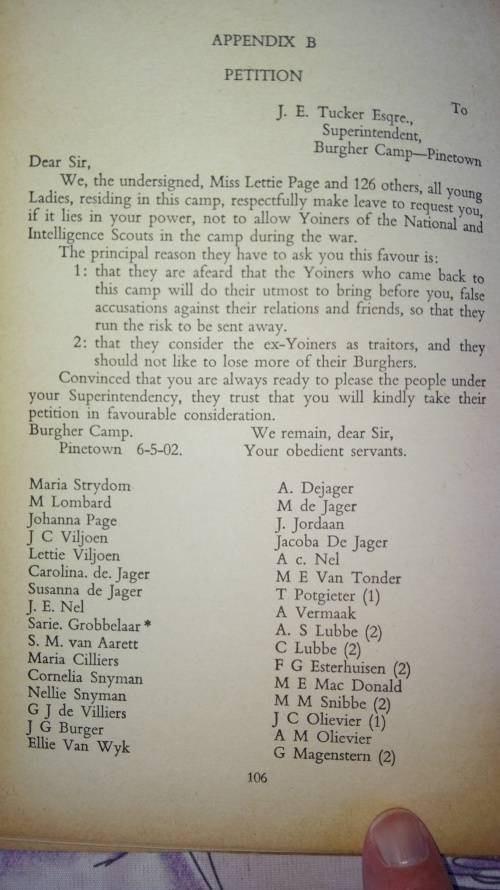 APPENDIX B
PETITION
To
J. E. Tucker Esqre.,
Superintendent,
Burgher Camp—Pinetown
Dear Sir,
We, the undersigned, Miss Lettie Page and 126 others, all young
Ladies, residing in this camp, respectfully make leave to request you,
if it lies in your power, not to allow Yoiners of the National and
Intelligence Scouts in the camp during the war.
The principal reason they have to ask you this favour is:
1: that they are afeard that the Yoiners who came back to
this camp will do their utmost to bring before you, false
accusations against their relations and friends, so that they
run the risk to be sent away.
2: that they consider the ex-Yoiners as traitors, and they
should not like to lose more of their Burghers.
Convinced that you are always ready to please the people under
your Superintendency, they trust that you will kindly take their
petition in favourable consideration.
Burgher Camp. We remain, dear Sir,
Pinetown 6-5-02. Your obedient servants.
Maria Strydom
M Lombard
Johanna Page
J C Viljoen
Lettie Viljoen
Carolina. de. Jager
Susanna de Jager
J. E. Nel
Sarie. Grobbelaar *
S. M. van Aarett
Maria Cilliers
Cornelia Snyman
Nellie Snyman
G J de Villiers
J G Burger
Ellie Van Wyk
A. Dejager
M de Jager
J. Jordaan
Jacoba De Jager
A c. Nel
M E Van Tonder
T Potgieter (1)
A Vermaak
A. S Lubbe (2)
C Lubbe (2)
F G Esterhuisen (2)
M E Mac Donald
M M Snibbe (2)
J C Olievier (1)
A M Olievier
G Magenstern (2)
106